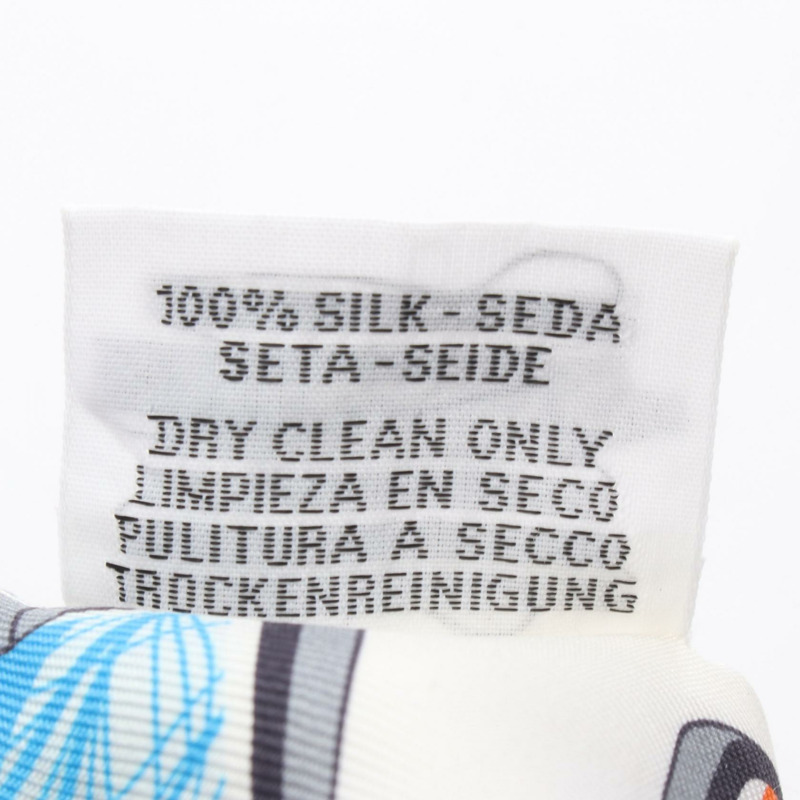 100% SILK - SEDA
SETA - SEIDE
DRY CLEAN ONLY
LIMPIEZA EN SECO
PULITURA A SECCO
TROCKENREINIGUNG